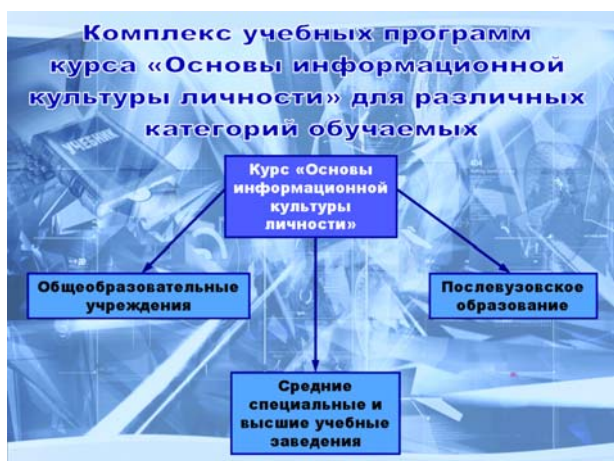 Комплекс учебных программ
курса «Основы информационной
культуры личности» для различных
категорий обучаемых
УЧЕБНИК
Курс «Основы
информационной
культуры
личности»
Общеобразовательные
учреждения
Послевузовское
образование
Средние
специальные и
высшие учебные
заведения